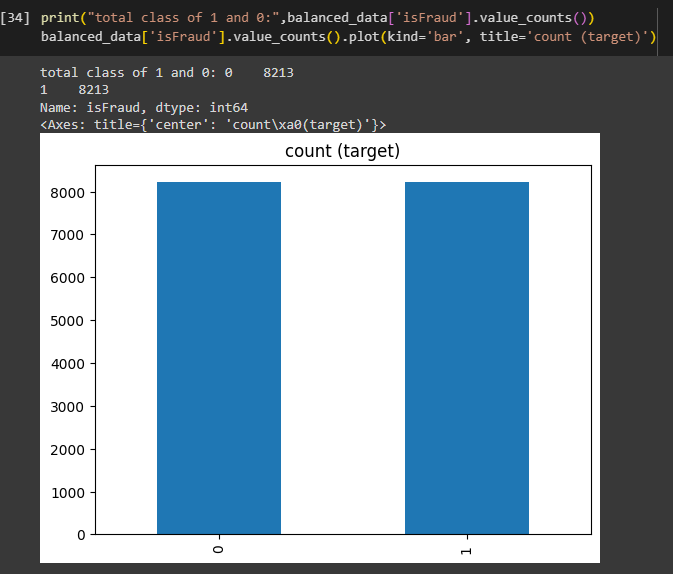 [34] print("total class of 1 and 0:",balanced_data['isFraud'].value_counts())
balanced_data['isFraud'].value_counts().plot(kind='bar', title='count (target)')
total class of 1 and 0: 0    8213
1    8213
Name: isFraud, dtype: int64
<Axes: title={'center': 'count\xa0(target)'}>
count (target)
8000
7000
6000
5000
4000
3000
2000
1000
0
0 1